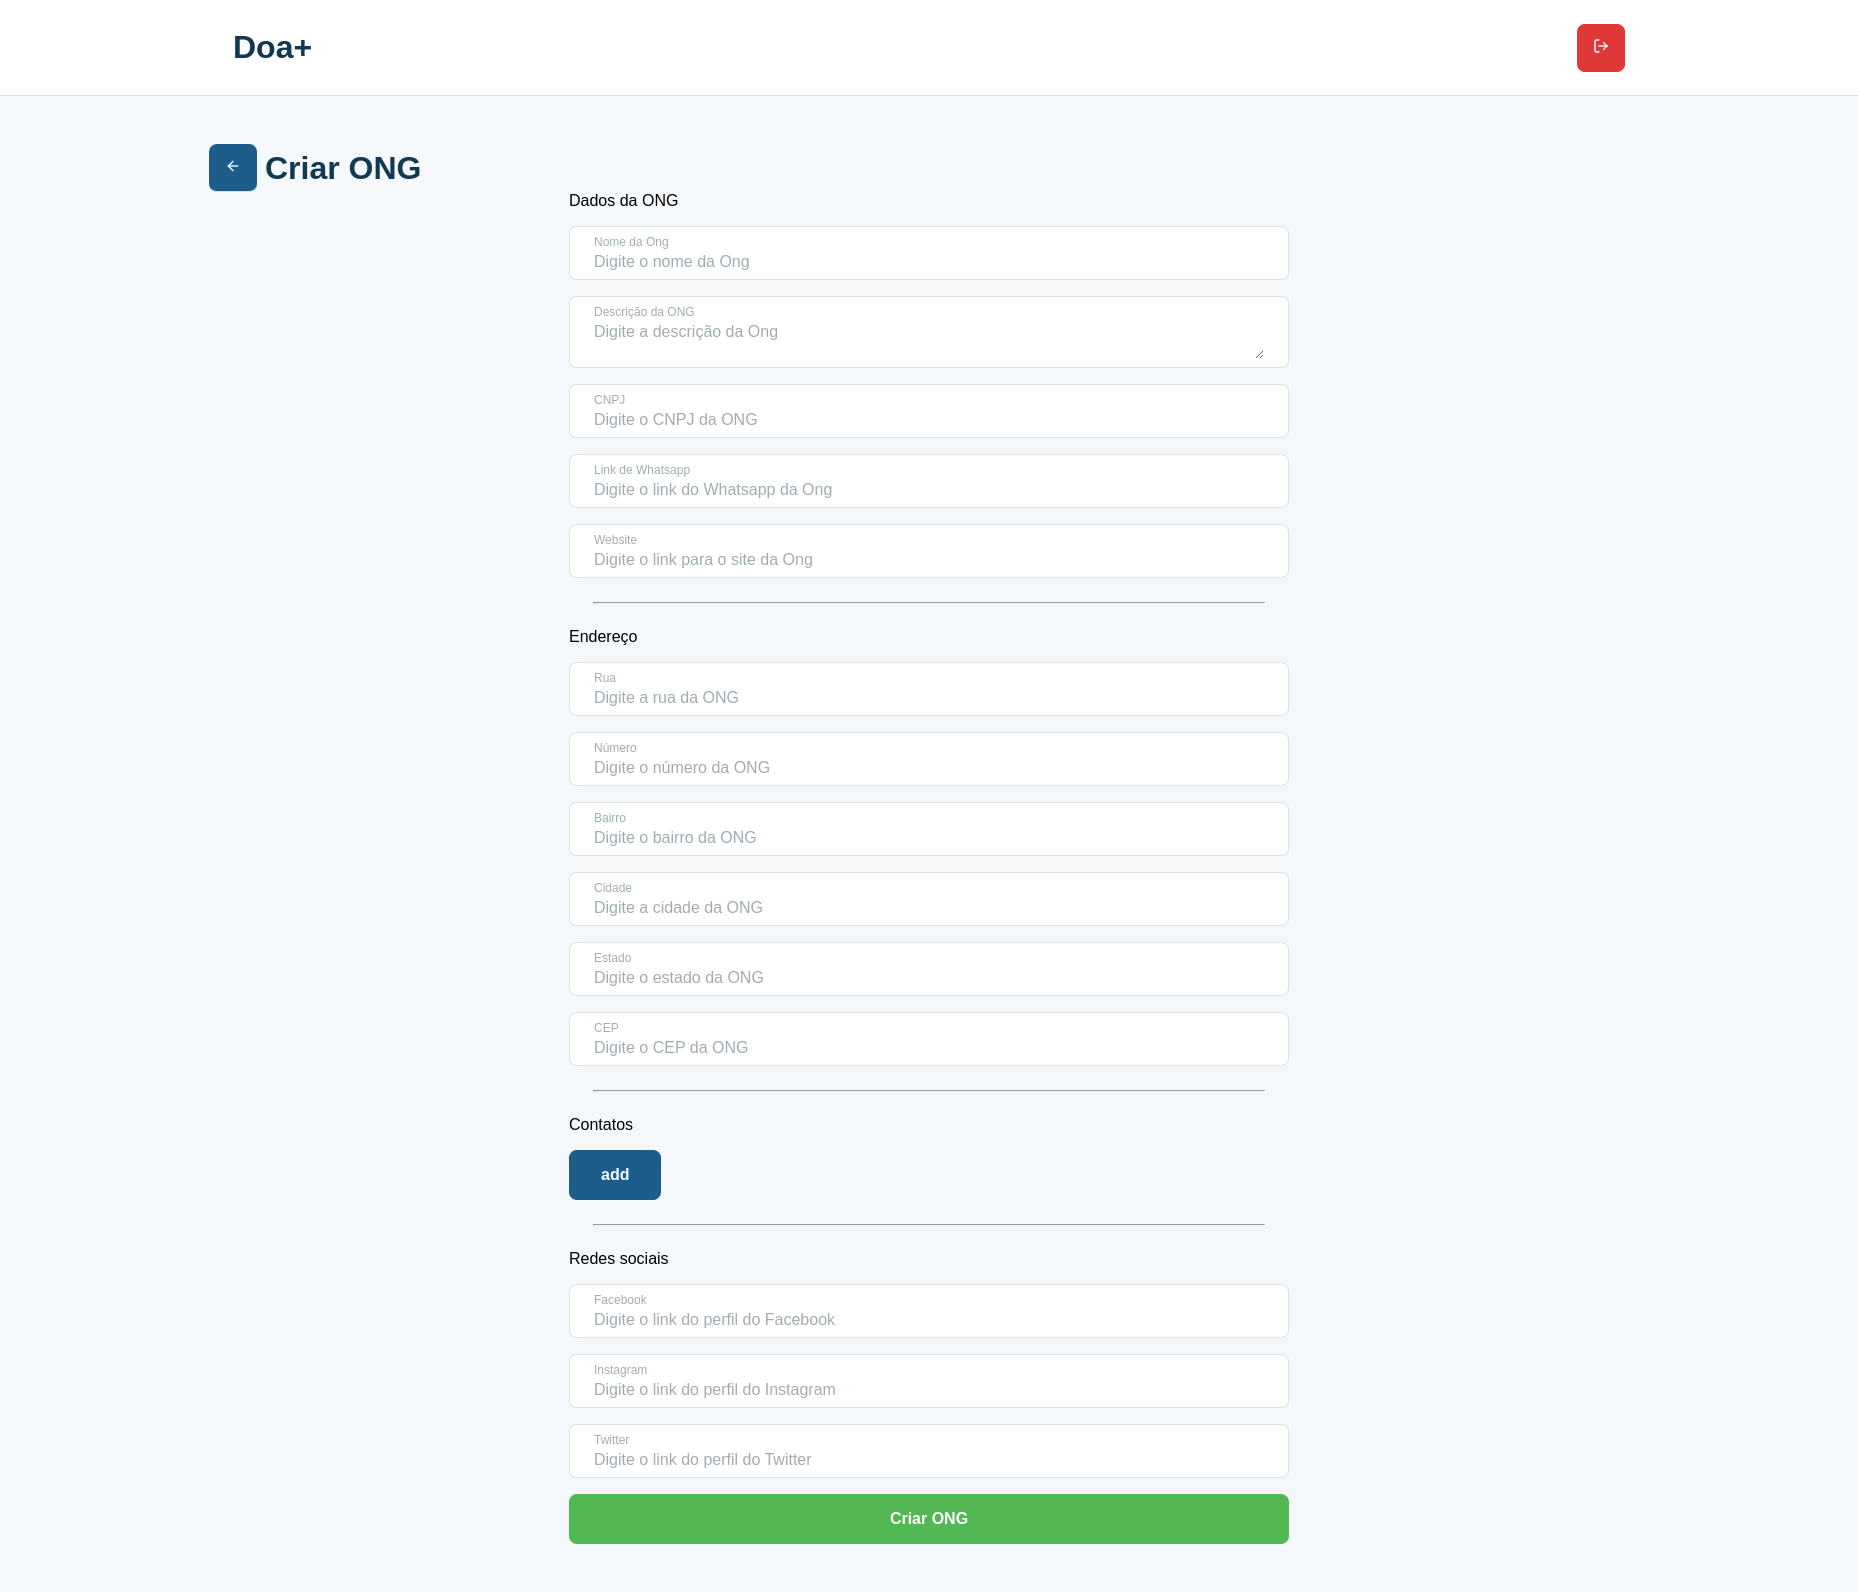 Doa+
Criar ONG
Dados da ONG
Nome da Ong
Digite o nome da Ong
Descrição da ONG
Digite a descrição da Ong
CNPJ
Digite o CNPJ da ONG
Link de Whatsapp
Digite o link do Whatsapp da Ong
Website
Digite o link para o site da Ong
Endereço
Rua
Digite a rua da ONG
Número
Digite o número da ONG
Bairro
Digite o bairro da ONG
Cidade
Digite a cidade da ONG
Estado
Digite o estado da ONG
CEP
Digite o CEP da ONG
Contatos
add
Redes sociais
Facebook
Digite o link do perfil do Facebook
Instagram
Digite o link do perfil do Instagram
Twitter
Digite o link do perfil do Twitter
Criar ONG